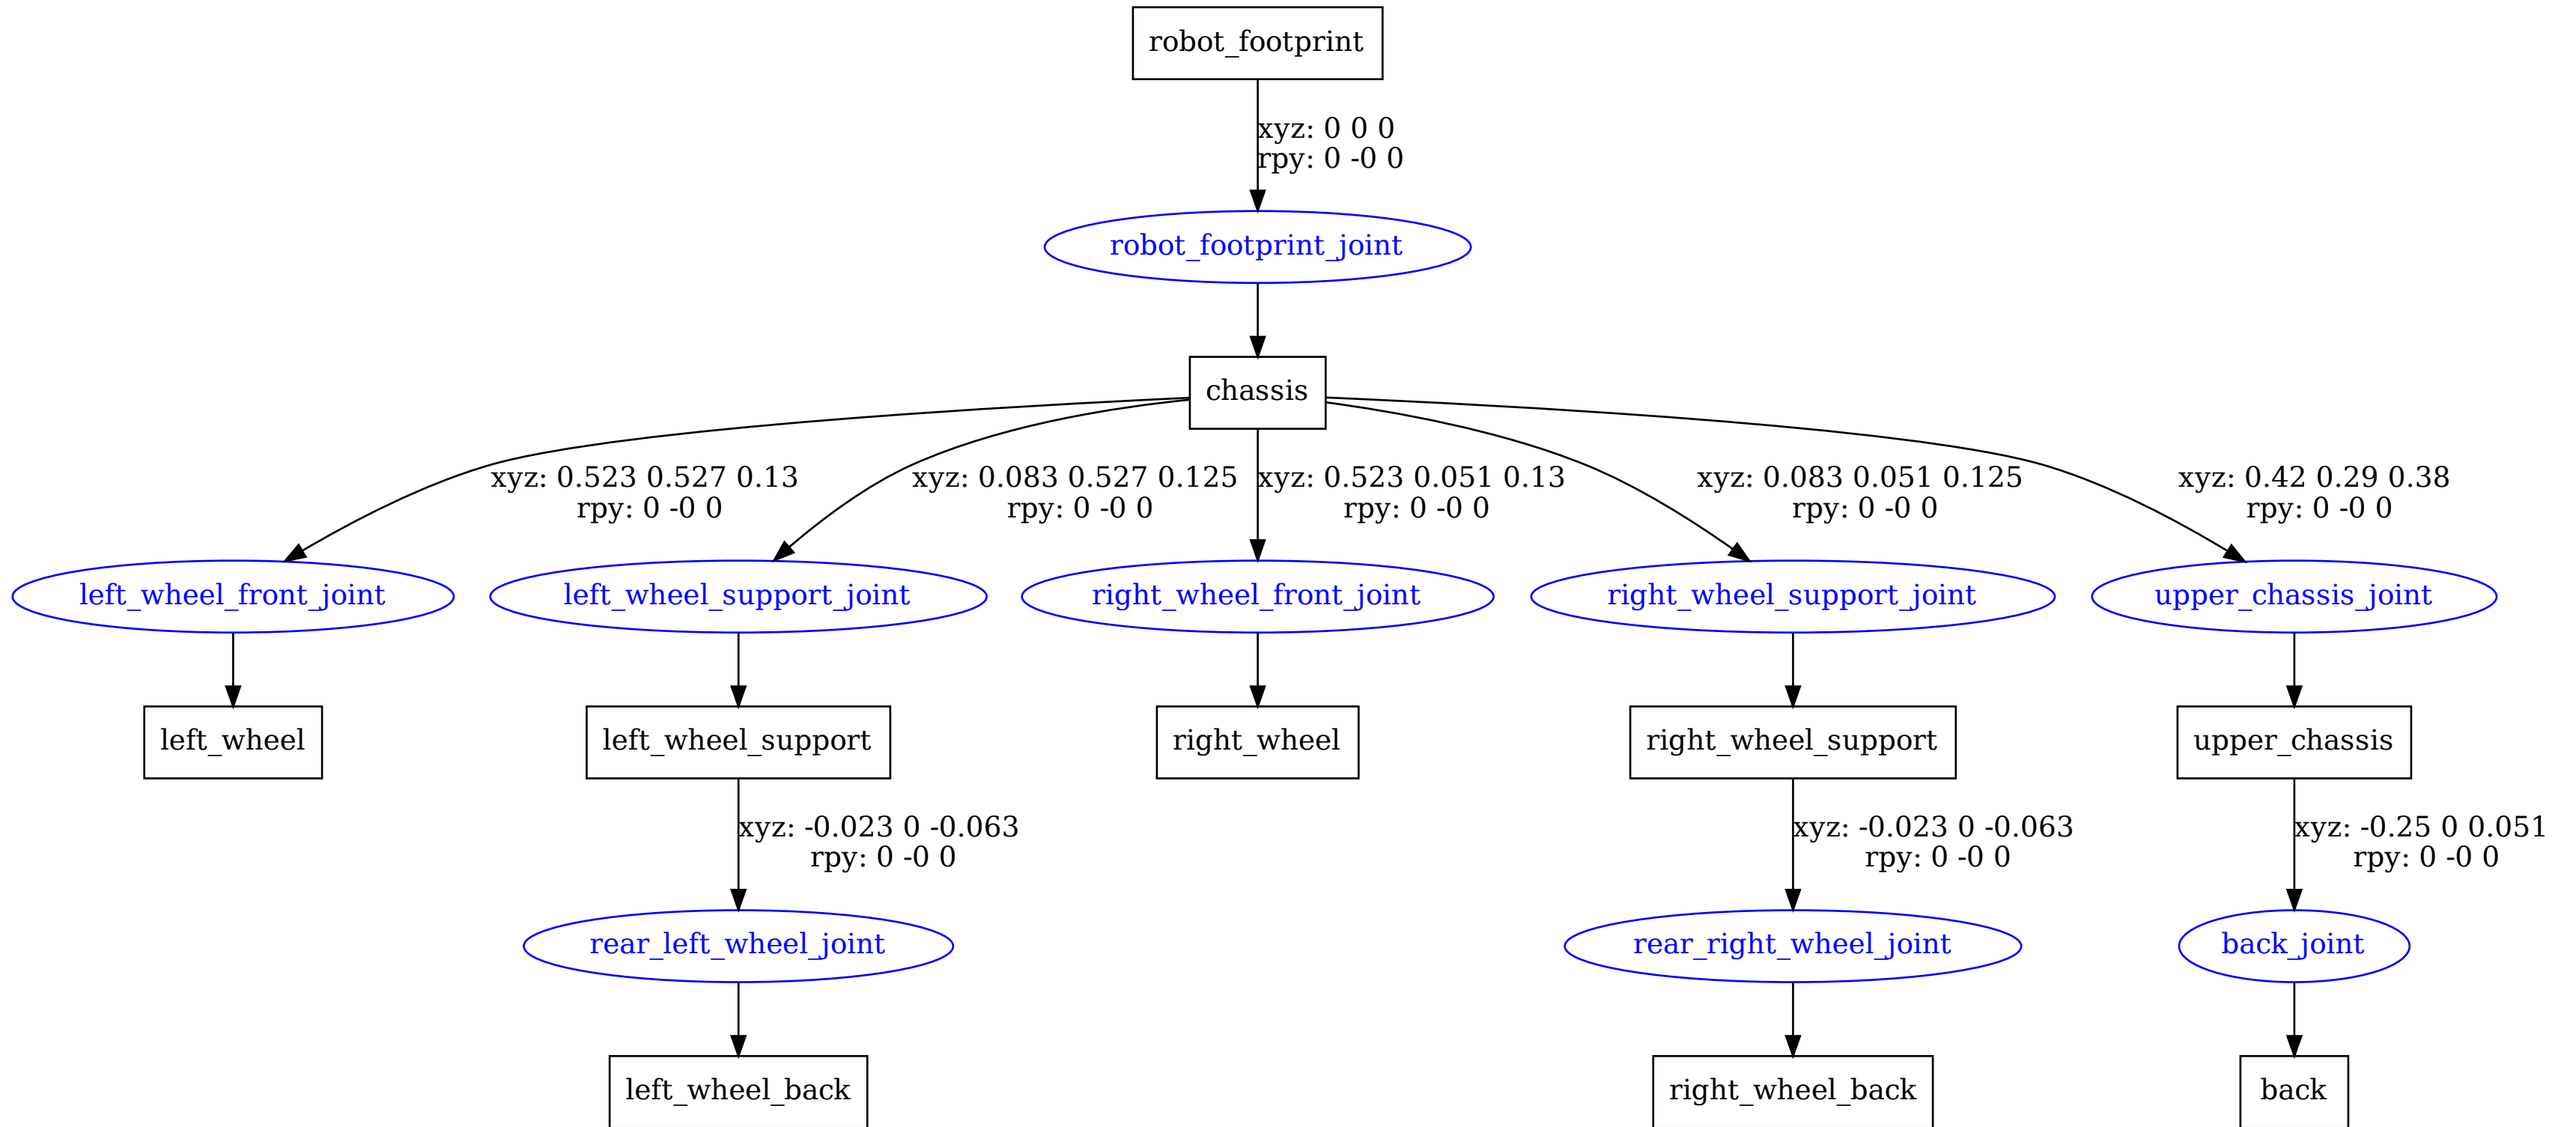 robot_footprint
xyz: 0 0 0
rpy: 0 -0 0
robot_footprint_joint
chassis
xyz: 0.523 0.527 0.13
rpy: 0 -0 0
xyz: 0.083 0.527 0.125
rpy: 0 -0 0
xyz: 0.523 0.051 0.13
rpy: 0 -0 0
xyz: 0.083 0.051 0.125
rpy: 0 -0 0
xyz: 0.42 0.29 0.38
rpy: 0 -0 0
left_wheel_front_joint
left_wheel_support_joint
right_wheel_front_joint
right_wheel_support_joint
upper_chassis_joint
left_wheel
left_wheel_support
right_wheel
right_wheel_support
upper_chassis
xyz: -0.023 0 -0.063
rpy: 0 -0 0
xyz: -0.023 0 -0.063
rpy: 0 -0 0
xyz: -0.25 0 0.051
rpy: 0 -0 0
rear_left_wheel_joint
rear_right_wheel_joint
back_joint
left_wheel_back
right_wheel_back
back